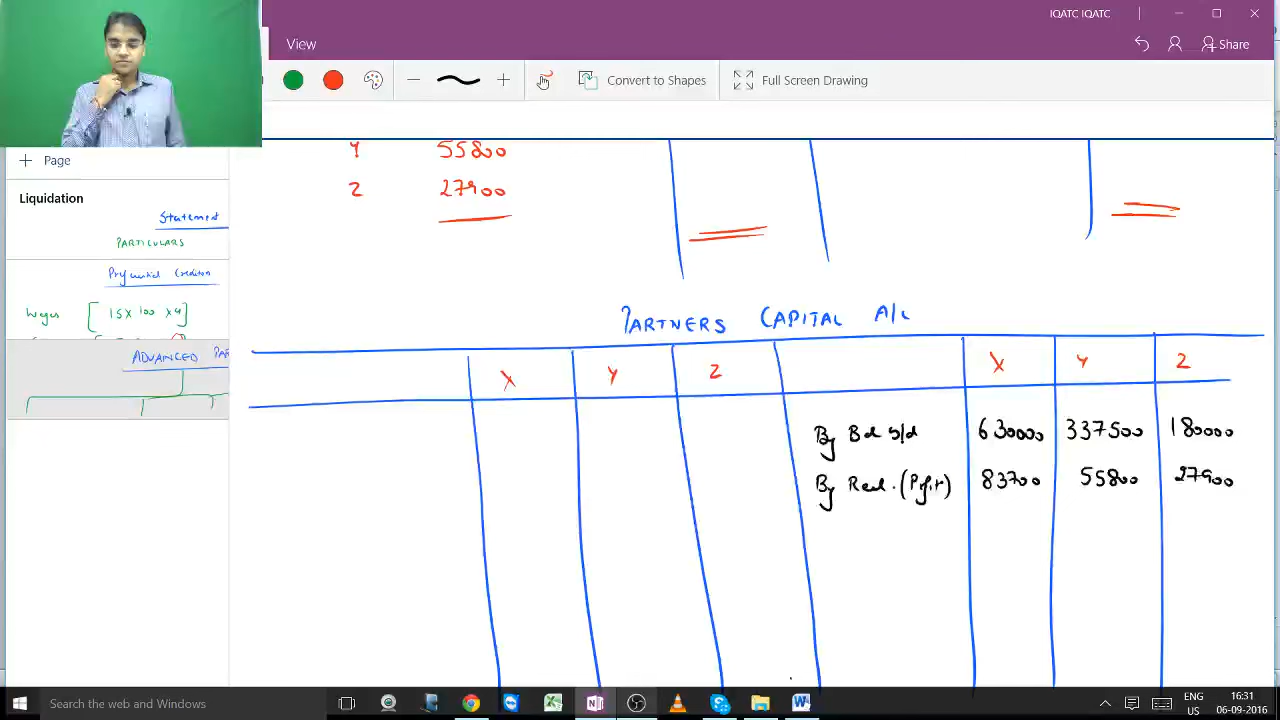 IQATC IQATC
Share
View
Convert to Shapes
Full Screen Drawing
Page
Liquidation
Statement
PARTICULARS
Wages [15 X 100 X 4]
ADVANCED
Y 55800
Z 27900
PARTNERS CAPITAL A/C
X Y Z X Y Z
By Bal b/d 630000 337500 180000
By Real. (Profit) 83700 55800 27900
Search the web and Windows
ENG
US
16:31
06-09-2016